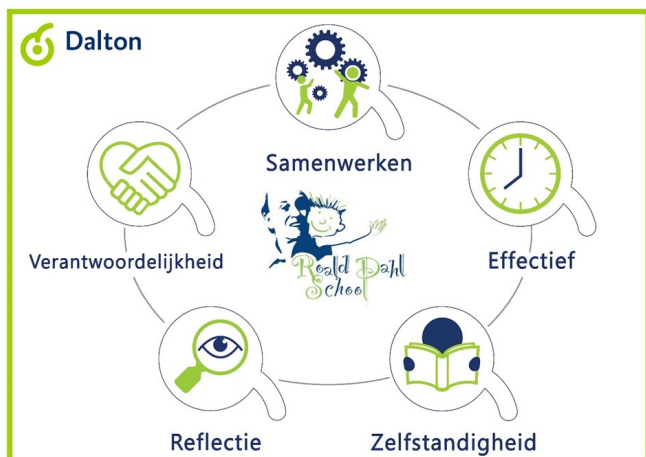 Dalton
Samenwerken
Verantwoordelijkheid
Effectief
Roald Dahl
School
Reflectie
Zelfstandigheid